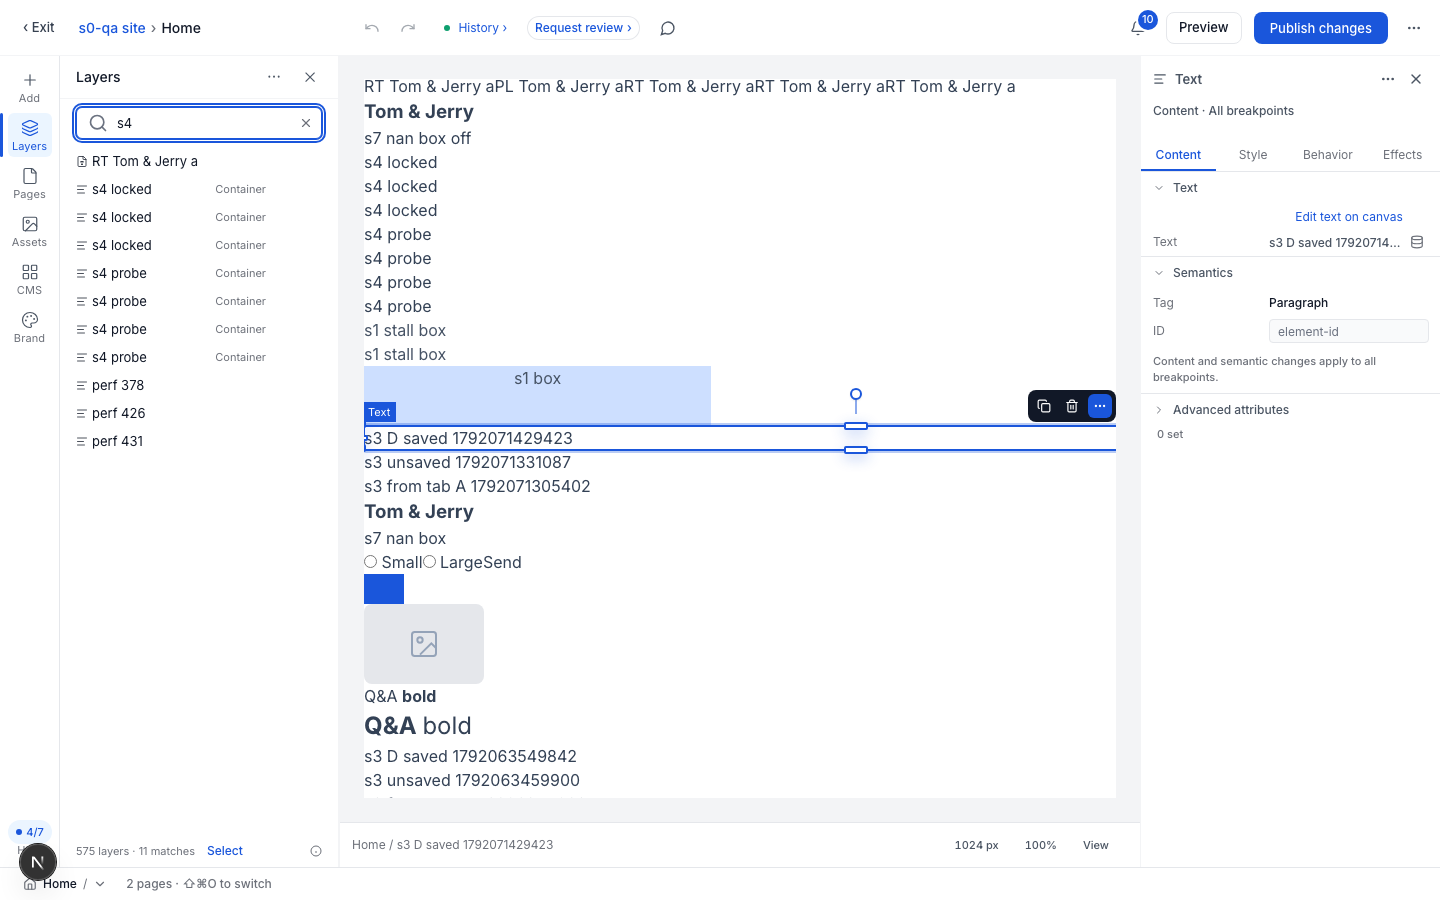 ‹ Exit
s0-qa site › Home
History ›
Request review ›
10
Preview
Publish changes
Add
Layers
Pages
Assets
CMS
Brand
4/7
N
Layers
s4
RT Tom & Jerry a
s4 locked Container
s4 locked Container
s4 locked Container
s4 probe Container
s4 probe Container
s4 probe Container
s4 probe Container
perf 378
perf 426
perf 431
575 layers · 11 matches Select
RT Tom & Jerry aPL Tom & Jerry aRT Tom & Jerry aRT Tom & Jerry aRT Tom & Jerry a
Tom & Jerry
s7 nan box off
s4 locked
s4 locked
s4 locked
s4 probe
s4 probe
s4 probe
s4 probe
s1 stall box
s1 stall box
s1 box
Text
s3 D saved 1792071429423
s3 unsaved 1792071331087
s3 from tab A 1792071305402
Tom & Jerry
s7 nan box
Small LargeSend
Q&A bold
Q&A bold
s3 D saved 1792063549842
s3 unsaved 1792063459900
Home / s3 D saved 1792071429423
1024 px 100% View
Text
Content · All breakpoints
Content Style Behavior Effects
Text
Edit text on canvas
Text s3 D saved 17920714...
Semantics
Tag Paragraph
ID element-id
Content and semantic changes apply to all
breakpoints.
Advanced attributes
0 set
Home /
2 pages · ⇧⌘O to switch